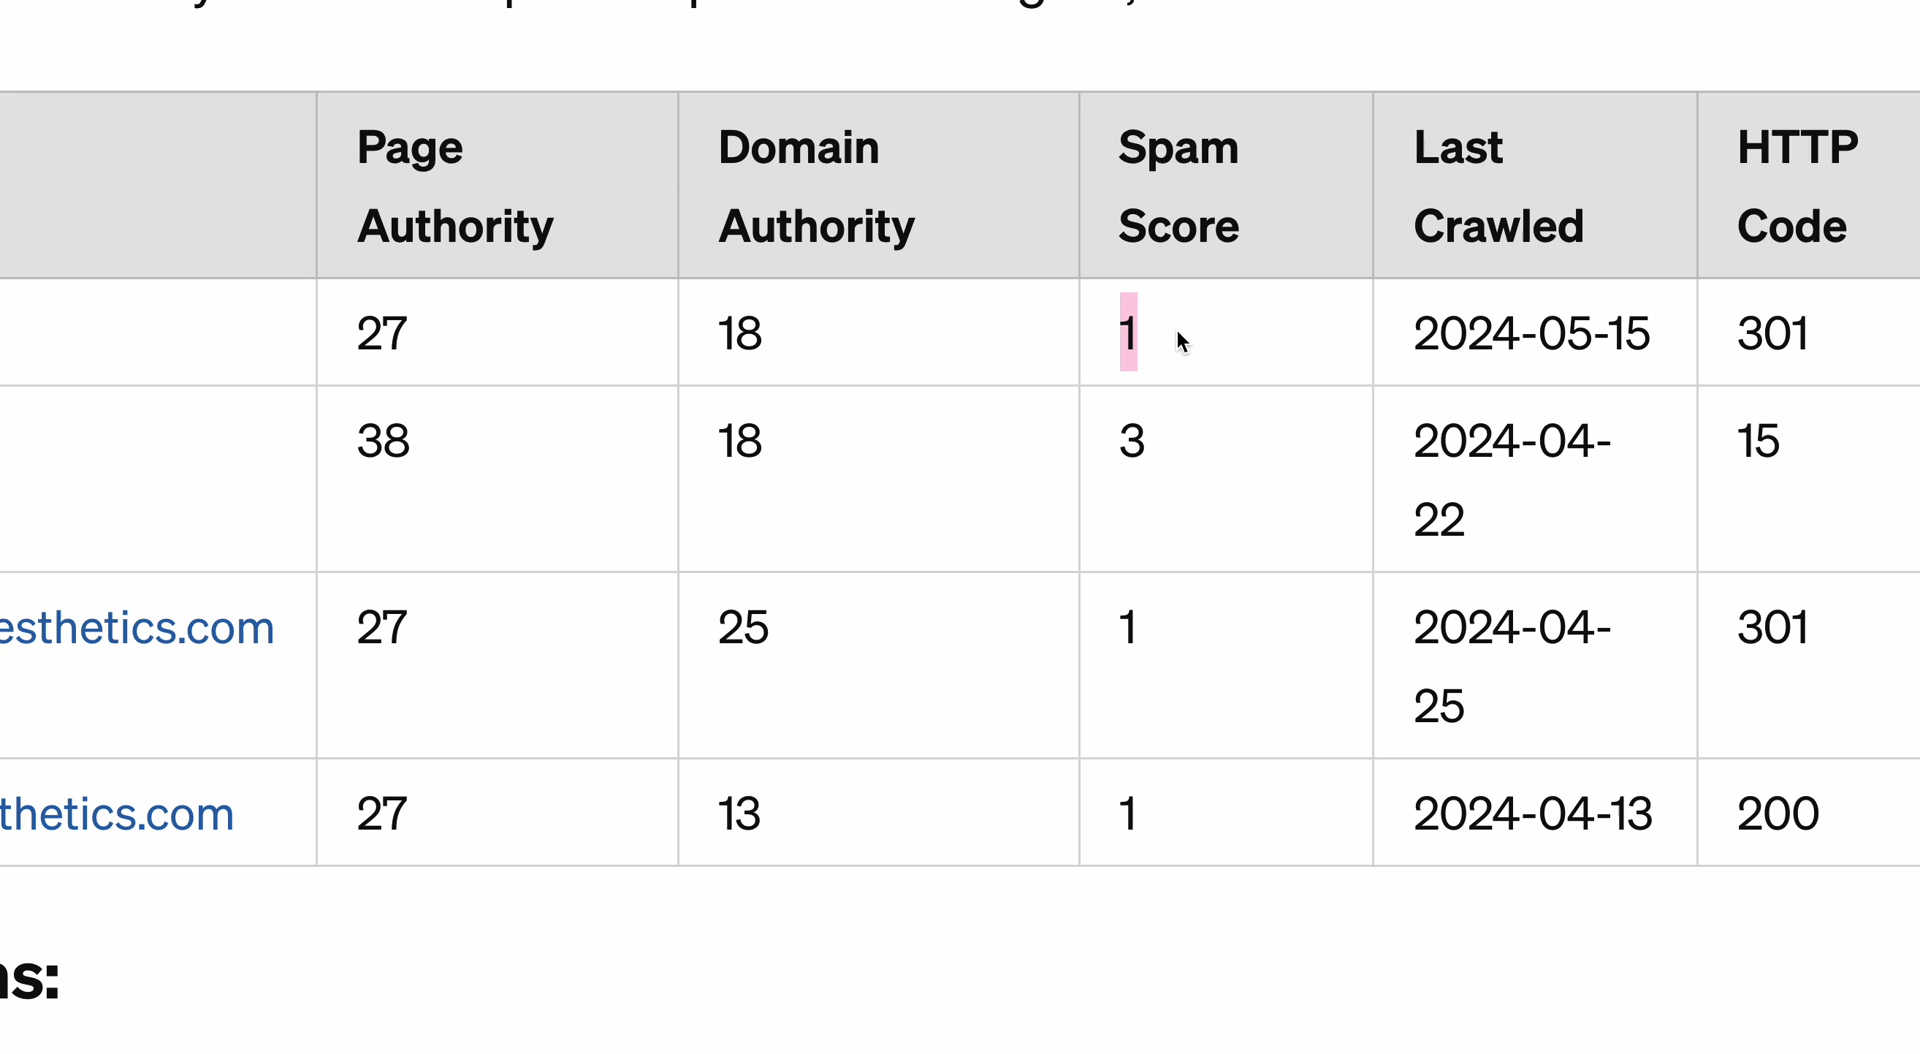 Page Authority Domain Authority Spam Score Last Crawled HTTP Code
27 18 1 2024-05-15 301
38 18 3 2024-04-22 15
esthetics.com 27 25 1 2024-04-25 301
thetics.com 27 13 1 2024-04-13 200
ns: